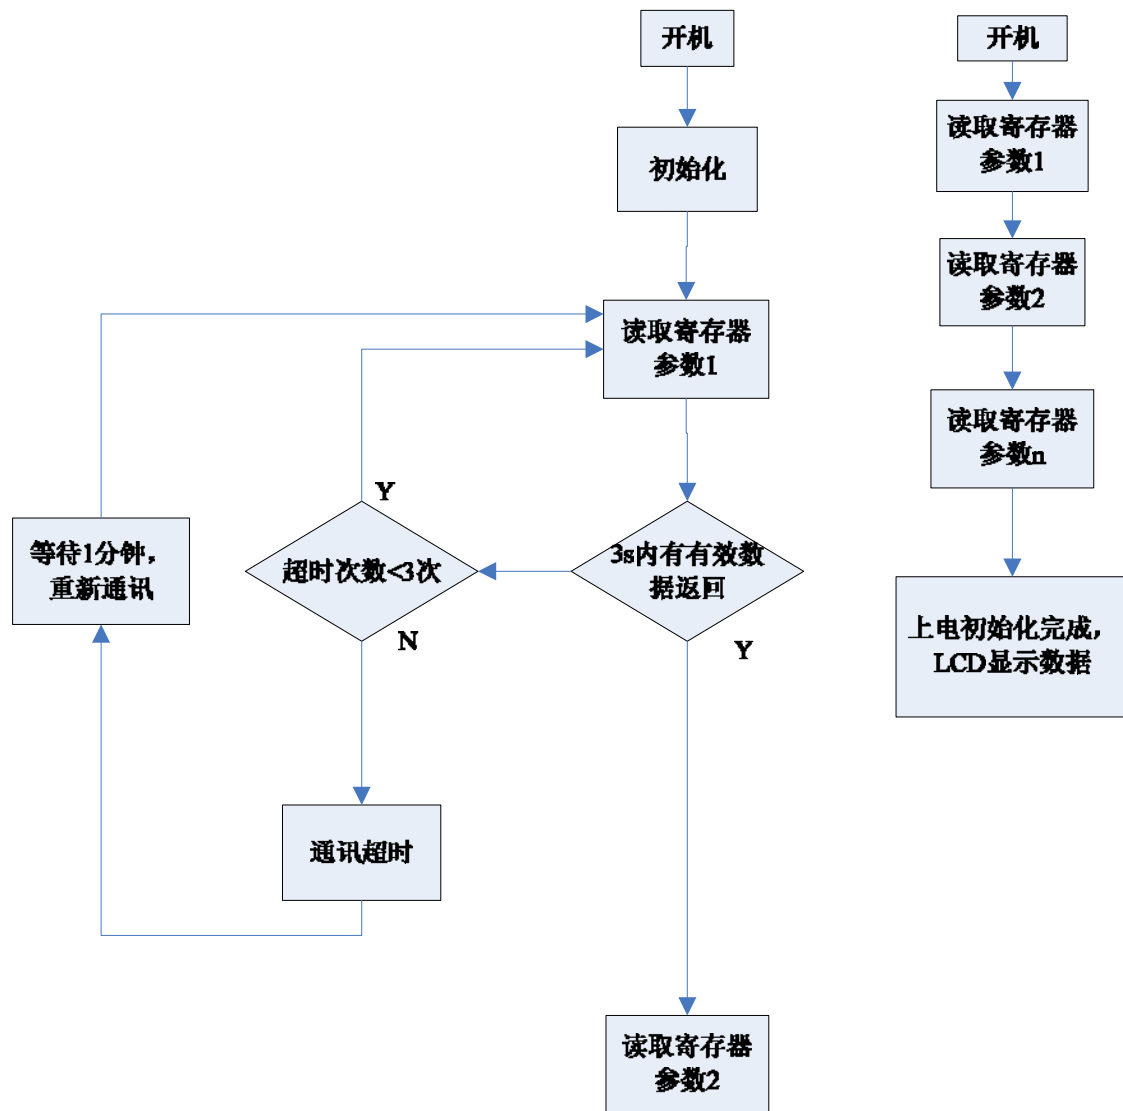 开机
初始化
读取寄存器
参数1
3s内有有效数
据返回
Y
超时次数<3次
Y
N
通讯超时
等待1分钟，
重新通讯
读取寄存器
参数2
开机
读取寄存器
参数1
读取寄存器
参数2
读取寄存器
参数n
上电初始化完成，
LCD显示数据